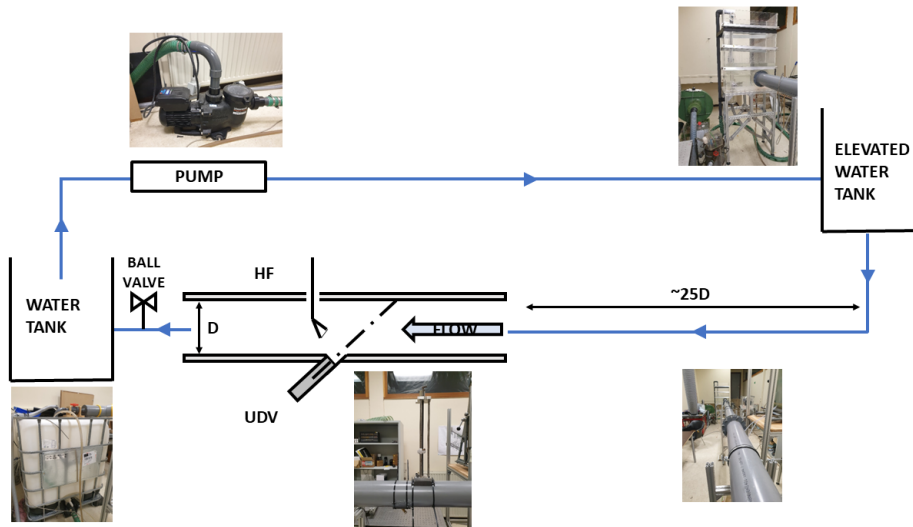 PUMP
ELEVATED
WATER
TANK
BALL
VALVE
HF
~25D
WATER
TANK
D
FLOW
UDV